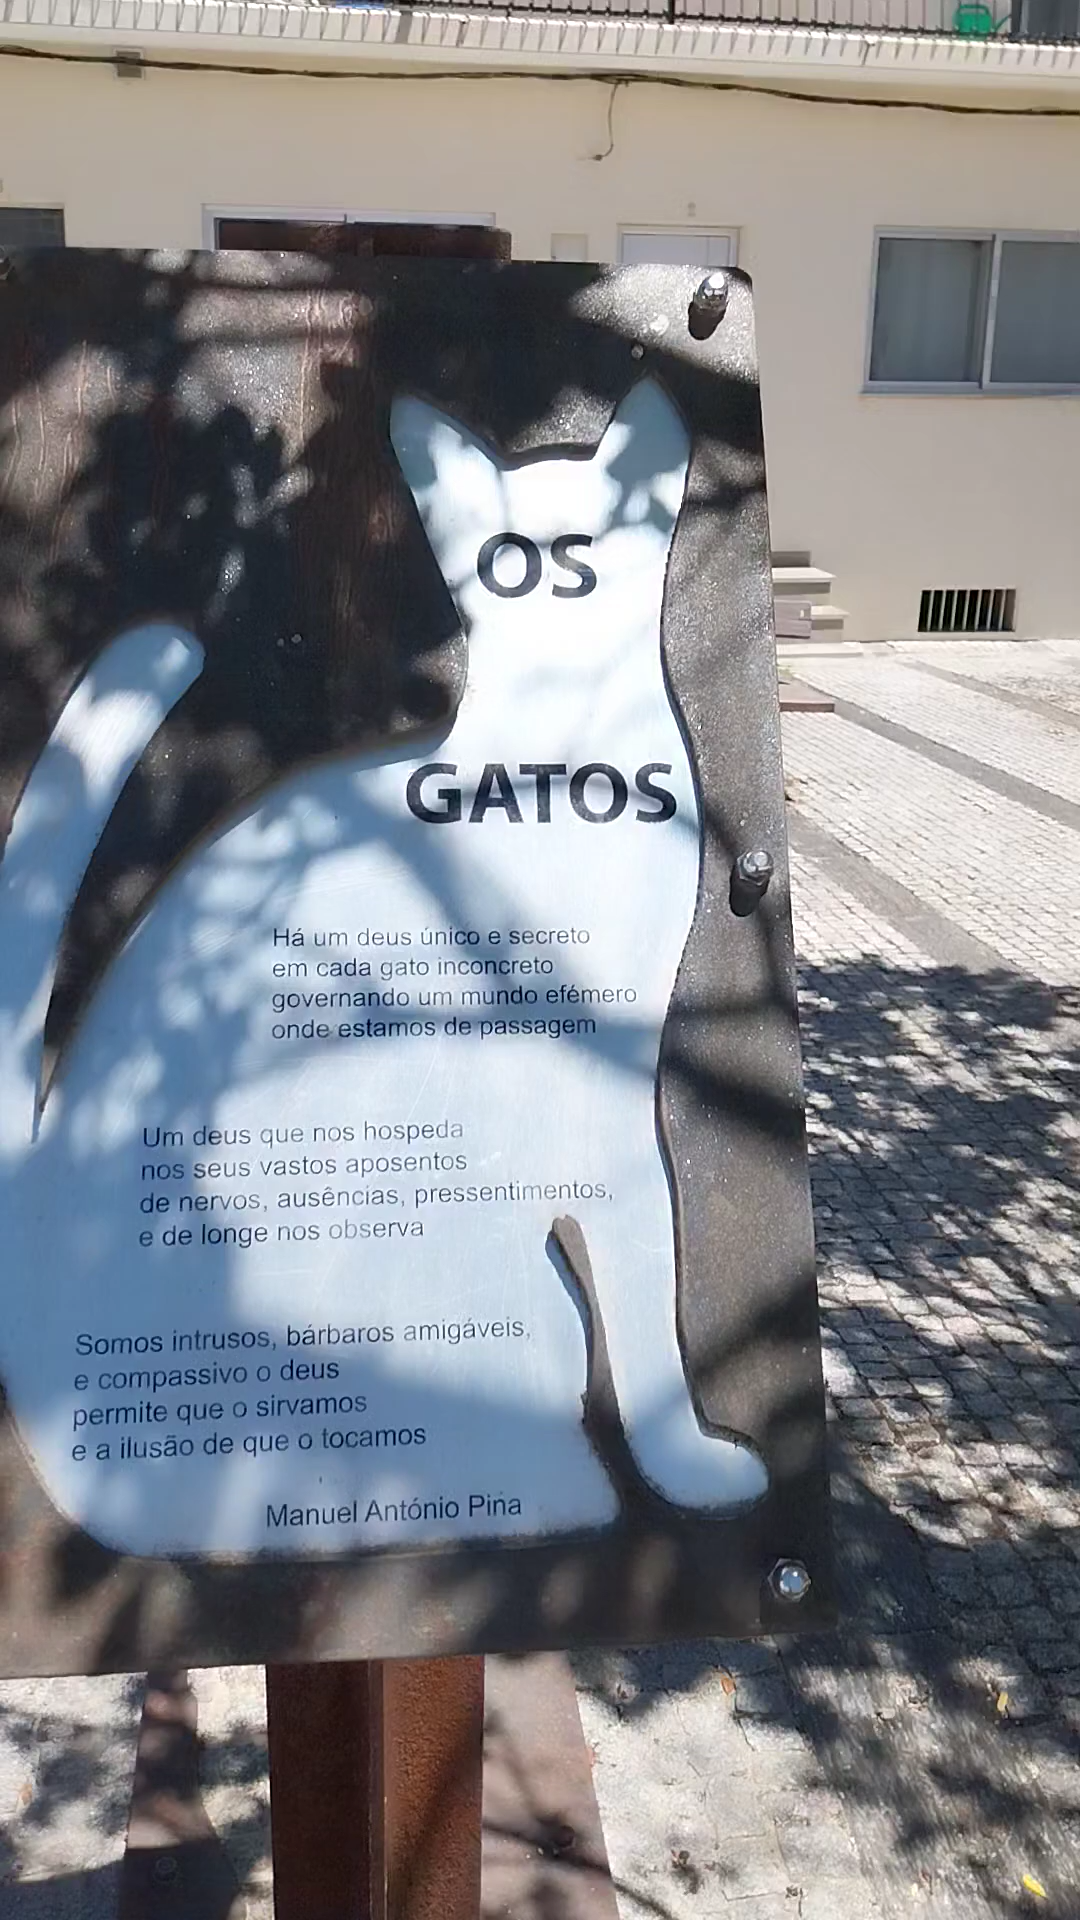 OS
GATOS
Há um deus único e secreto
em cada gato inconcreto
governando um mundo efémero
onde estamos de passagem
Um deus que nos hospeda
nos seus vastos aposentos
de nervos, ausências, pressentimentos,
e de longe nos observa
Somos intrusos, bárbaros amigáveis,
e compassivo o deus
permite que o sirvamos
e a ilusão de que o tocamos
Manuel António Pina